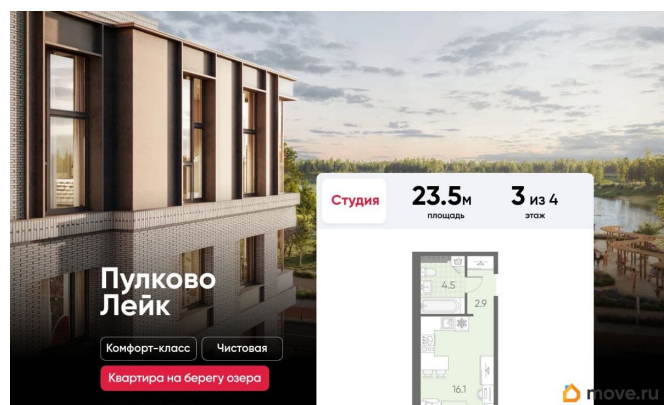 Студия
23.5м
площадь
3 из 4
этаж
Пулково
Лейк
4.5
2.9
Комфорт-класс
Чистовая
Квартира на берегу озера
16.1
move.ru